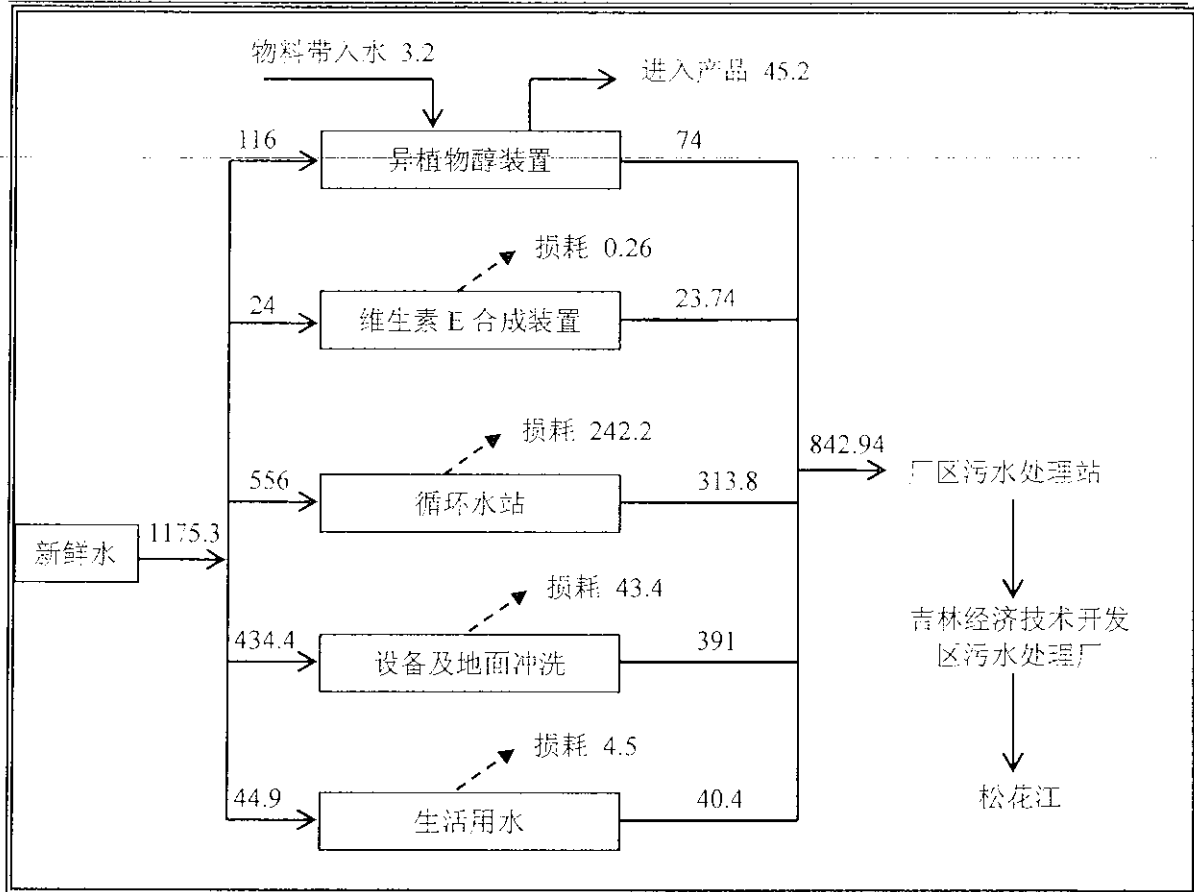 物料带入水 3.2
进入产品 45.2
116
异植物醇装置
74
损耗 0.26
24
维生素 E 合成装置
23.74
损耗 242.2
556
循环水站
313.8
842.94
厂区污水处理站
新鲜水
1175.3
损耗 43.4
434.4
设备及地面冲洗
391
吉林经济技术开发
区污水处理厂
损耗 4.5
44.9
生活用水
40.4
松花江